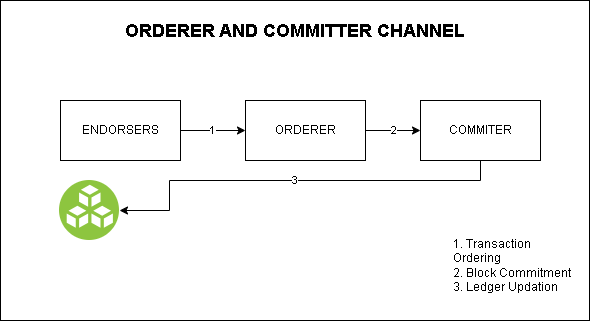 ORDERER AND COMMITTER CHANNEL
ENDORSERS
1
ORDERER
2
COMMITER
3
1. Transaction
Ordering
2. Block Commitment
3. Ledger Updation